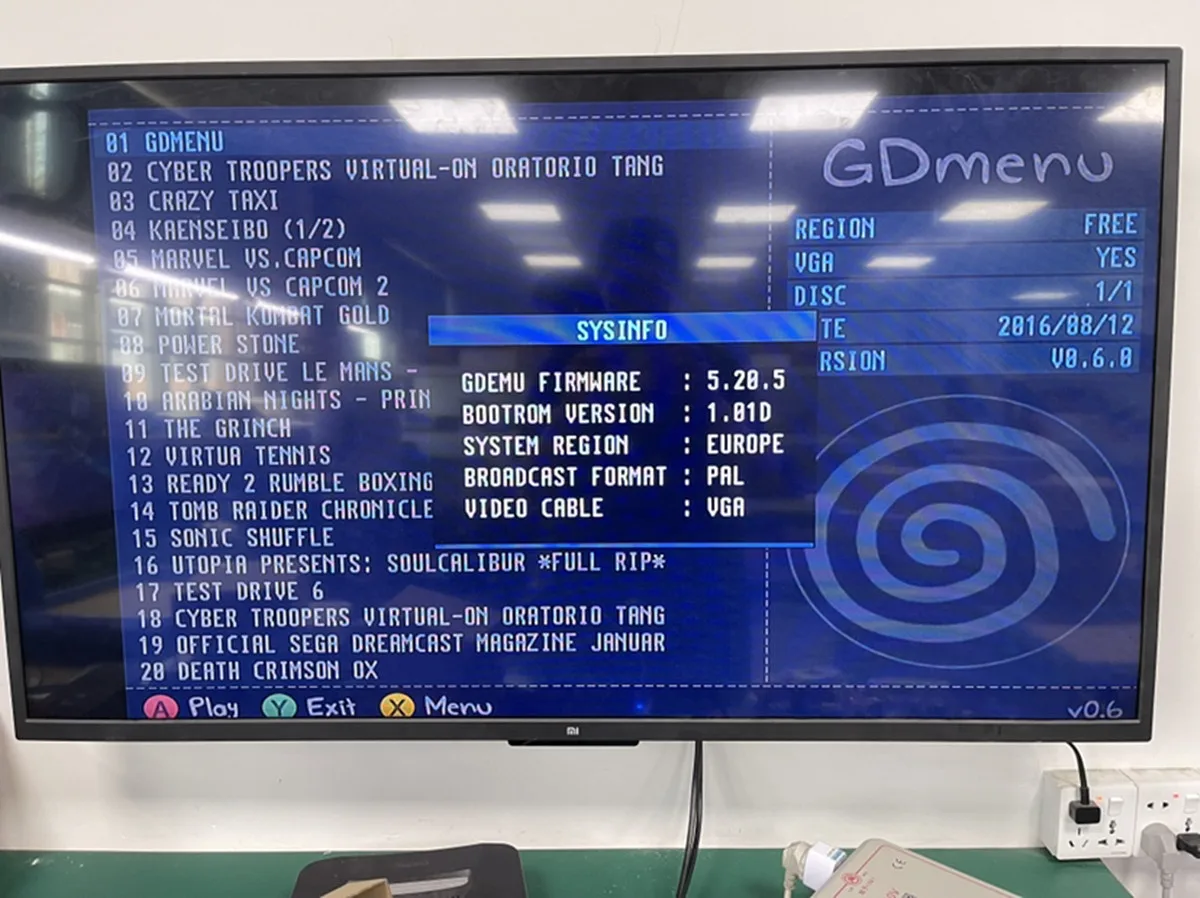 01 GDMENU
02 CYBER TROOPERS VIRTUAL-ON ORATORIO TANG
03 CRAZY TAXI
04 KAENSEIBO (1/2)
05 MARVEL VS.CAPCOM
06 MARVEL VS CAPCOM 2
07 MORTAL KOMBAT GOLD
08 POWER STONE
09 TEST DRIVE LE MANS -
10 ARABIAN NIGHTS - PRIN
11 THE GRINCH
12 VIRTUA TENNIS
13 READY 2 RUMBLE BOXING
14 TOMB RAIDER CHRONICLE
15 SONIC SHUFFLE
16 UTOPIA PRESENTS: SOULCALIBUR *FULL RIP*
17 TEST DRIVE 6
18 CYBER TROOPERS VIRTUAL-ON ORATORIO TANG
19 OFFICIAL SEGA DREAMCAST MAGAZINE JANUAR
20 DEATH CRIMSON OX
A Play Y Exit X Menu
SYSINFO
GDEMU FIRMWARE : 5.20.5
BOOTROM VERSION : 1.01D
SYSTEM REGION : EUROPE
BROADCAST FORMAT : PAL
VIDEO CABLE : VGA
GDmenu
REGION FREE
VGA YES
DISC 1/1
TE 2016/08/12
RSION V0.6.0
v0.6
mi
CE